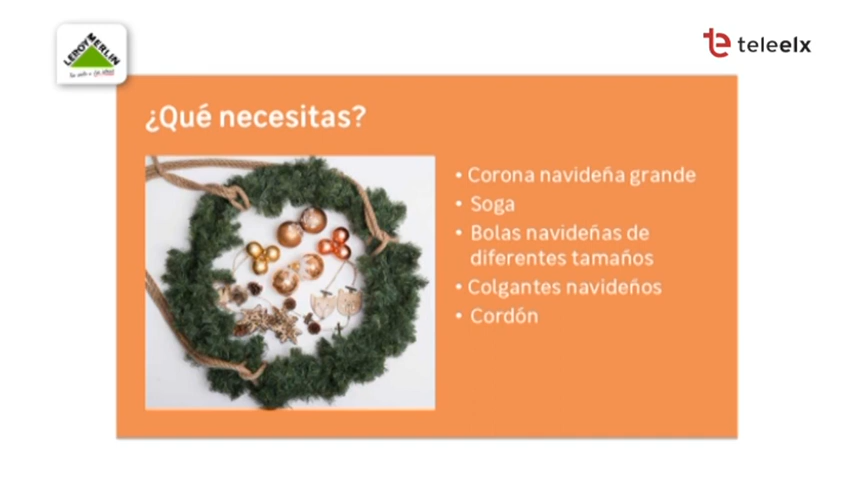 LEROY MERLIN
teleelx
¿Qué necesitas?
• Corona navideña grande
• Soga
• Bolas navideñas de
diferentes tamaños
• Colgantes navideños
• Cordón